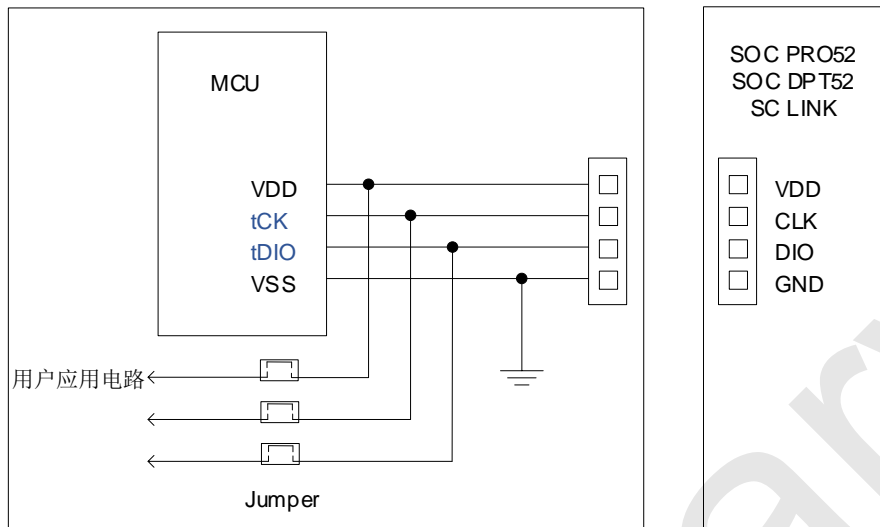 MCU
VDD
tCK
tDIO
VSS
用户应用电路
Jumper
SOC PRO52
SOC DPT52
SC LINK
VDD
CLK
DIO
GND